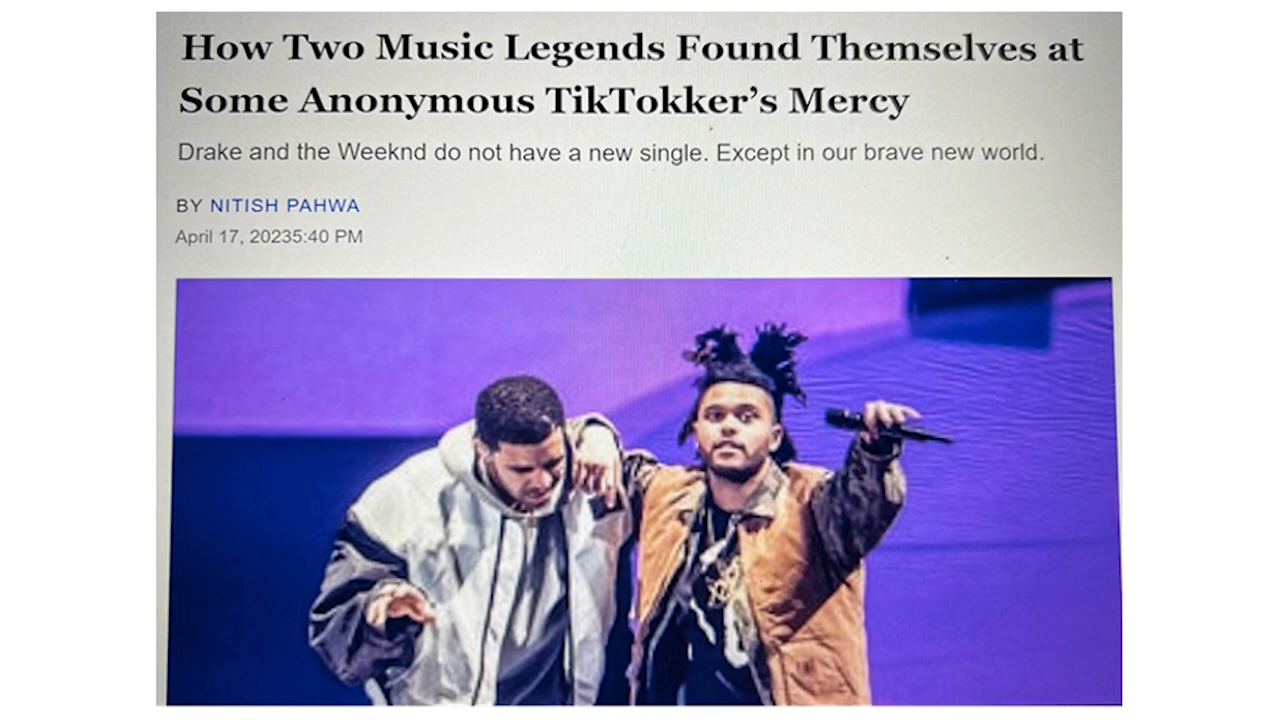 How Two Music Legends Found Themselves at
Some Anonymous TikTokker’s Mercy
Drake and the Weeknd do not have a new single. Except in our brave new world.
BY NITISH PAHWA
April 17, 20235:40 PM